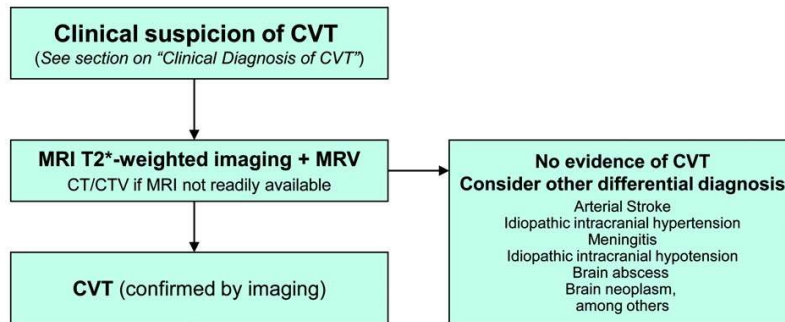 Clinical suspicion of CVT
(See section on "Clinical Diagnosis of CVT")
MRI T2*-weighted imaging + MRV
CT/CTV if MRI not readily available
No evidence of CVT
Consider other differential diagnosis
Arterial Stroke
Idiopathic intracranial hypertension
Meningitis
Idiopathic intracranial hypotension
Brain abscess
Brain neoplasm,
among others
CVT (confirmed by imaging)